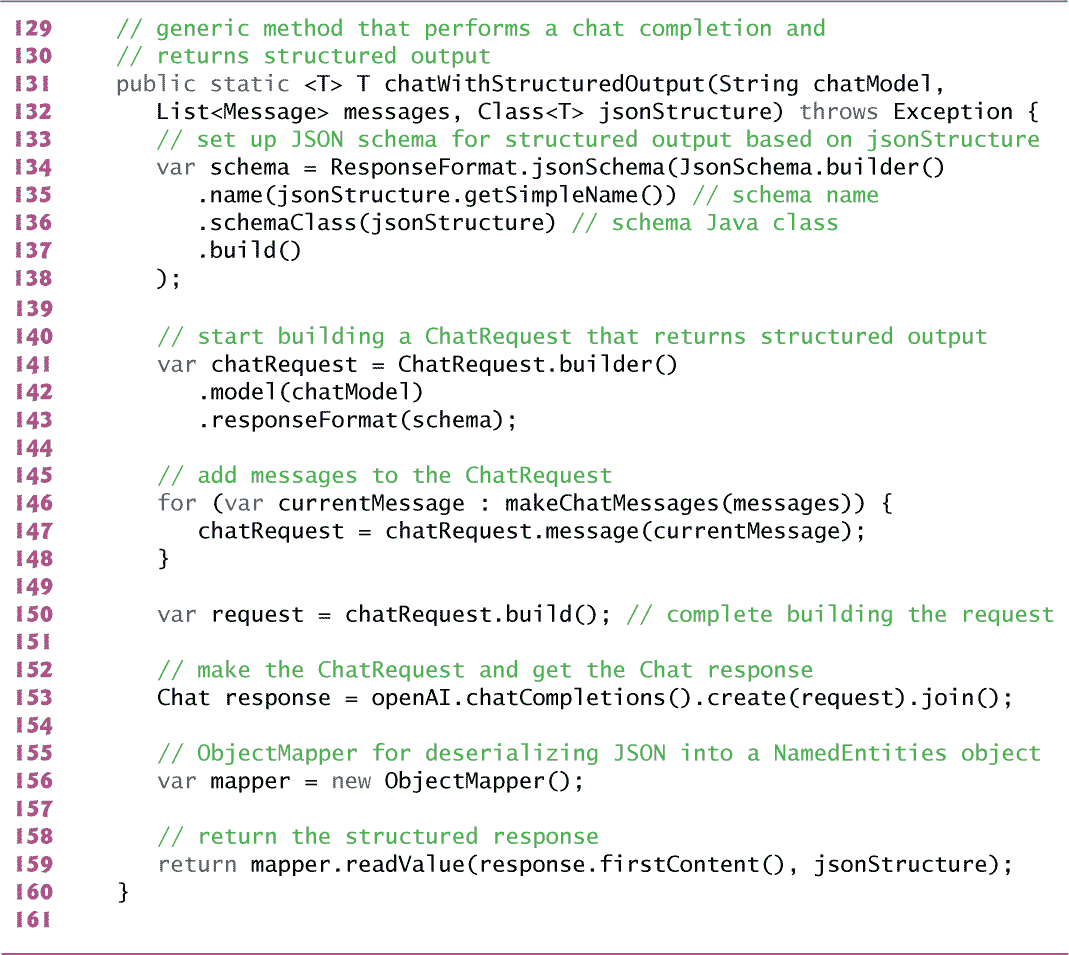 129 // generic method that performs a chat completion and
130 // returns structured output
131 public static <T> T chatWithStructuredOutput(String chatModel,
132 List<Message> messages, Class<T> jsonStructure) throws Exception {
133 // set up JSON schema for structured output based on jsonStructure
134 var schema = ResponseFormat.jsonSchema(JsonSchema.builder()
135 .name(jsonStructure.getSimpleName()) // schema name
136 .schemaClass(jsonStructure) // schema Java class
137 .build()
138 );
139
140 // start building a ChatRequest that returns structured output
141 var chatRequest = ChatRequest.builder()
142 .model(chatModel)
143 .responseFormat(schema);
144
145 // add messages to the ChatRequest
146 for (var currentMessage : makeChatMessages(messages)) {
147 chatRequest = chatRequest.message(currentMessage);
148 }
149
150 var request = chatRequest.build(); // complete building the request
151
152 // make the ChatRequest and get the Chat response
153 Chat response = openAI.chatCompletions().create(request).join();
154
155 // ObjectMapper for deserializing JSON into a NamedEntities object
156 var mapper = new ObjectMapper();
157
158 // return the structured response
159 return mapper.readValue(response.firstContent(), jsonStructure);
160 }
161